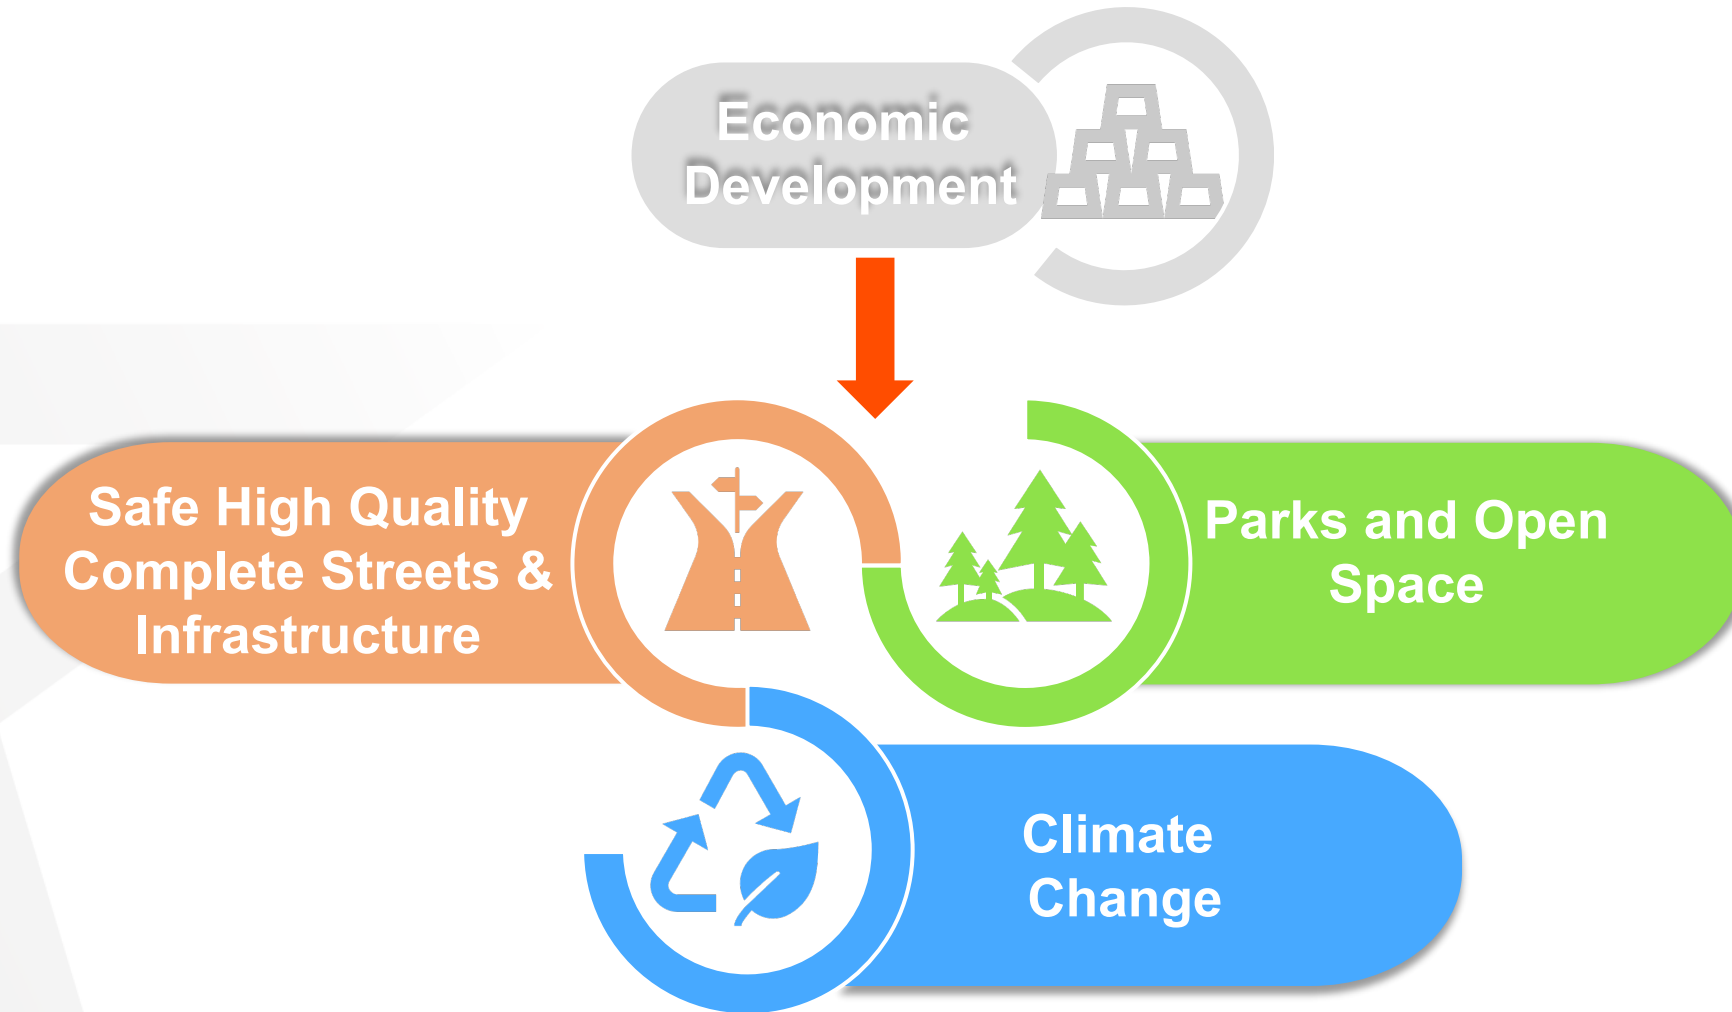 Economic
Development
Safe High Quality
Complete Streets &
Infrastructure
Parks and Open
Space
Climate
Change